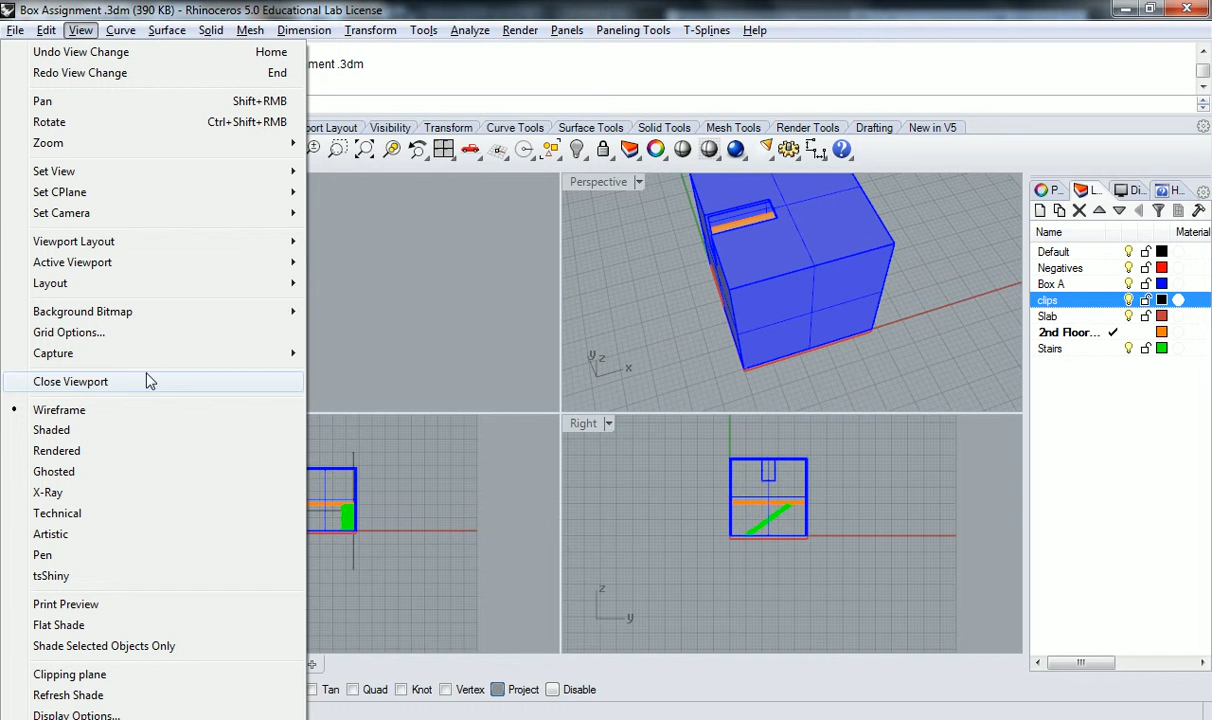 Box Assignment .3dm (390 KB) - Rhinoceros 5.0 Educational Lab License
File Edit View Curve Surface Solid Mesh Dimension Transform Tools Analyze Render Panels Paneling Tools T-Splines Help
Undo View Change Home
Redo View Change End
Pan Shift+RMB
Rotate Ctrl+Shift+RMB
Zoom
Set View
Set CPlane
Set Camera
Viewport Layout
Active Viewport
Layout
Background Bitmap
Grid Options...
Capture
Close Viewport
Wireframe
Shaded
Rendered
Ghosted
X-Ray
Technical
Artistic
Pen
tsShiny
Print Preview
Flat Shade
Shade Selected Objects Only
Clipping plane
Refresh Shade
Display Options...
ment .3dm
port Layout Visibility Transform Curve Tools Surface Tools Solid Tools Mesh Tools Render Tools Drafting New in V5
Perspective
y z x
Right
z
y
P... L... Di... H...
Name Material
Default
Negatives
Box A
clips
Slab
2nd Floor...
Stairs
Tan Quad Knot Vertex Project Disable